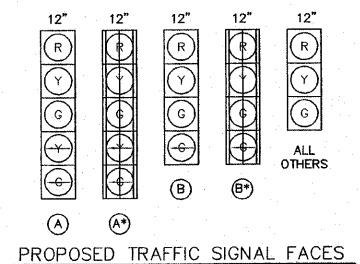 12" 12" 12" 12" 12"
R R R R R
Y Y Y Y Y
G G G G G
Y Y G G
G G
ALL
OTHERS
A A* B B*
PROPOSED TRAFFIC SIGNAL FACES